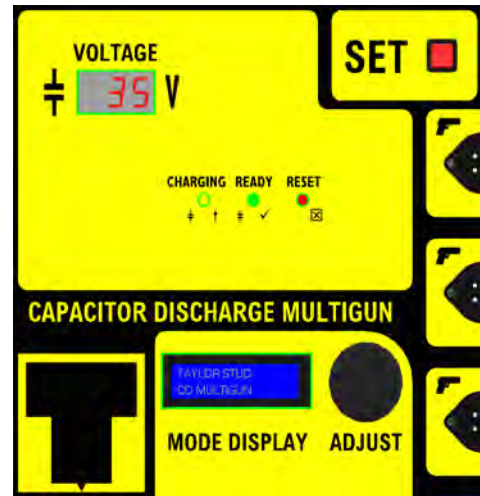 VOLTAGE
35 V
SET
CHARGING READY RESET
CAPACITOR DISCHARGE MULTIGUN
TAYLOR STUD
CD MULTIGUN
MODE DISPLAY
ADJUST